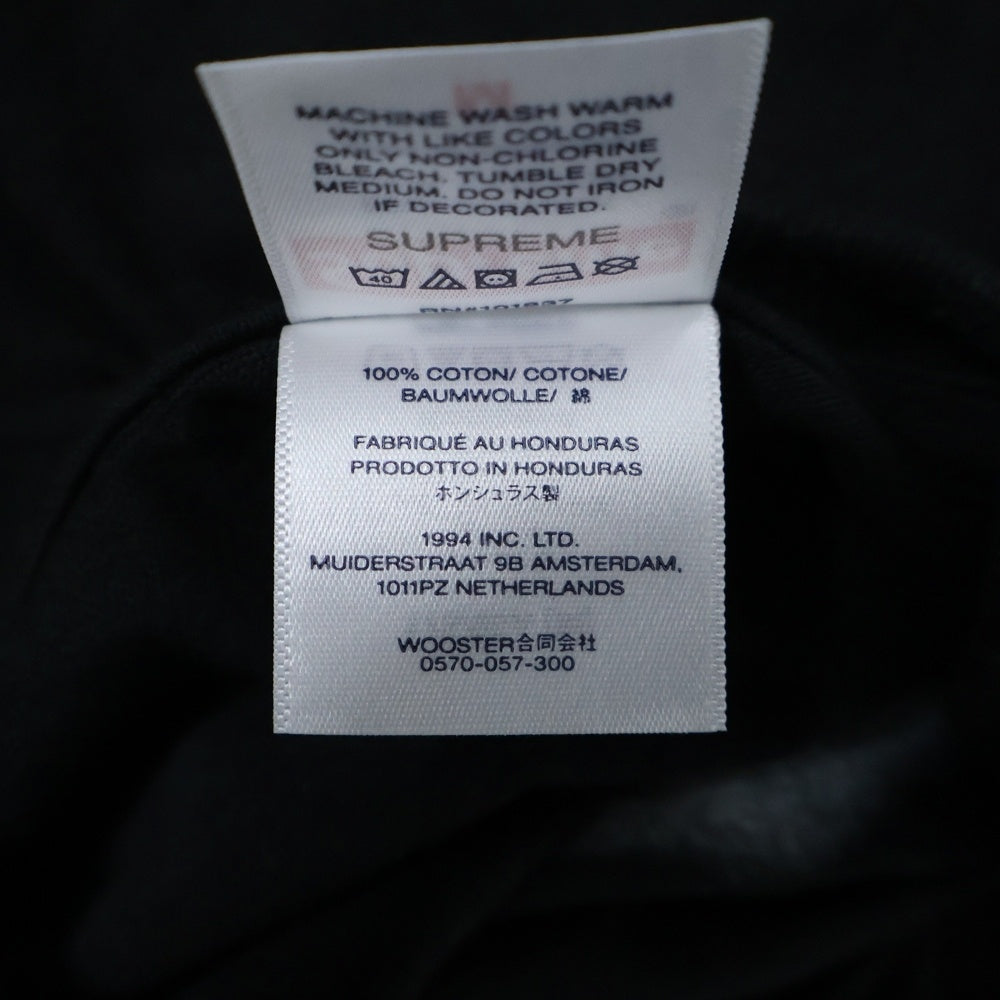 MACHINE WASH WARM
WITH LIKE COLORS
ONLY NON-CHLORINE
BLEACH. TUMBLE DRY
MEDIUM. DO NOT IRON
IF DECORATED.
SUPREME
40
100% COTON/ COTONE/
BAUMWOLLE/ 綿
FABRIQUÉ AU HONDURAS
PRODOTTO IN HONDURAS
ホンシュラス製
1994 INC. LTD.
MUIDERSTRAAT 9B AMSTERDAM,
1011PZ NETHERLANDS
WOOSTER合同会社
0570-057-300